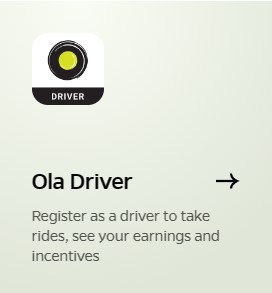 DRIVER
Ola Driver
Register as a driver to take
rides, see your earnings and
incentives